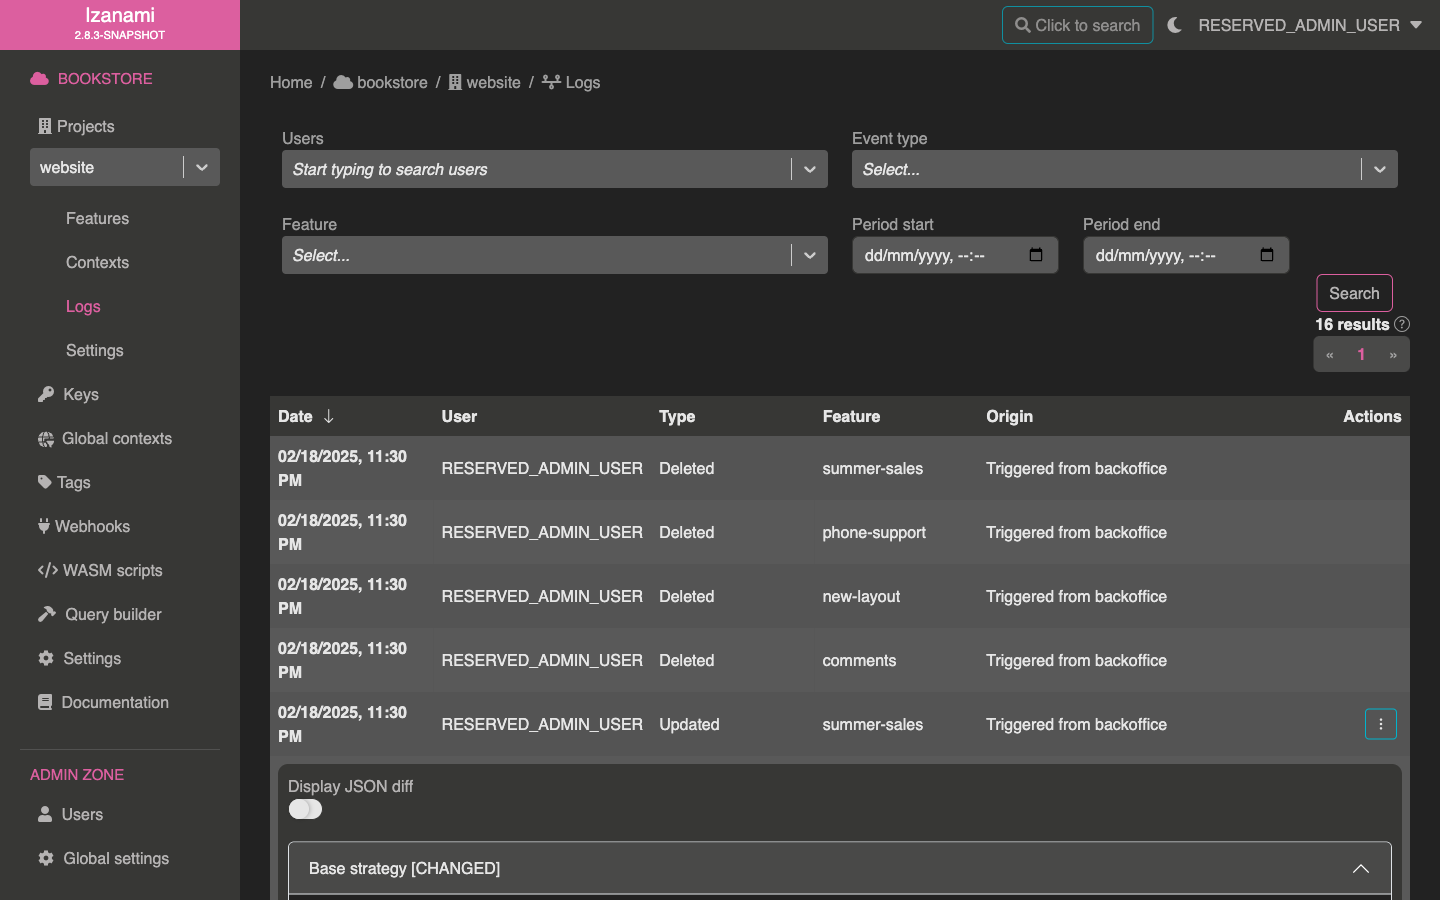 Izanami
2.8.3-SNAPSHOT
Click to search
RESERVED_ADMIN_USER
BOOKSTORE
Projects
website
Features
Contexts
Logs
Settings
Keys
Global contexts
Tags
Webhooks
WASM scripts
Query builder
Settings
Documentation
ADMIN ZONE
Users
Global settings
Home / bookstore / website / Logs
Users
Start typing to search users
Event type
Select...
Feature
Select...
Period start
dd/mm/yyyy, --:--
Period end
dd/mm/yyyy, --:--
Search
16 results ?
« 1 »
Date ↓ User Type Feature Origin Actions
02/18/2025, 11:30 PM RESERVED_ADMIN_USER Deleted summer-sales Triggered from backoffice
02/18/2025, 11:30 PM RESERVED_ADMIN_USER Deleted phone-support Triggered from backoffice
02/18/2025, 11:30 PM RESERVED_ADMIN_USER Deleted new-layout Triggered from backoffice
02/18/2025, 11:30 PM RESERVED_ADMIN_USER Deleted comments Triggered from backoffice
02/18/2025, 11:30 PM RESERVED_ADMIN_USER Updated summer-sales Triggered from backoffice
Display JSON diff
Base strategy [CHANGED]